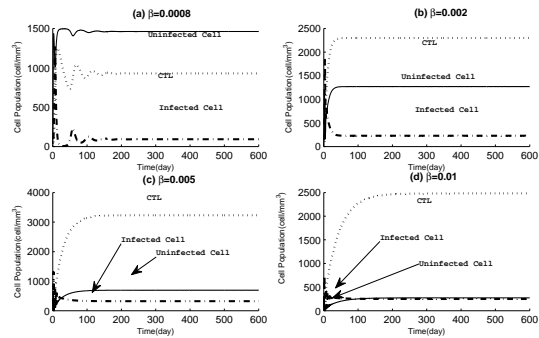 (a) β=0.0008
Cell Population(cell/mm³)
1500
1000
500
0
Uninfected Cell
CTL
Infected Cell
0 100 200 300 400 500 600
Time(day)
(b) β=0.002
Cell Population(cell/mm³)
2500
2000
1500
1000
500
0
CTL
Uninfected Cell
Infected Cell
0 100 200 300 400 500 600
Time(day)
(c) β=0.005
Cell Population(cell/mm³)
4000
3000
2000
1000
0
CTL
Infected Cell
Uninfected Cell
0 100 200 300 400 500 600
Time(day)
(d) β=0.01
Cell Population(cell/mm³)
2500
2000
1500
1000
500
0
CTL
Infected Cell
Uninfected Cell
0 100 200 300 400 500 600
Time(day)